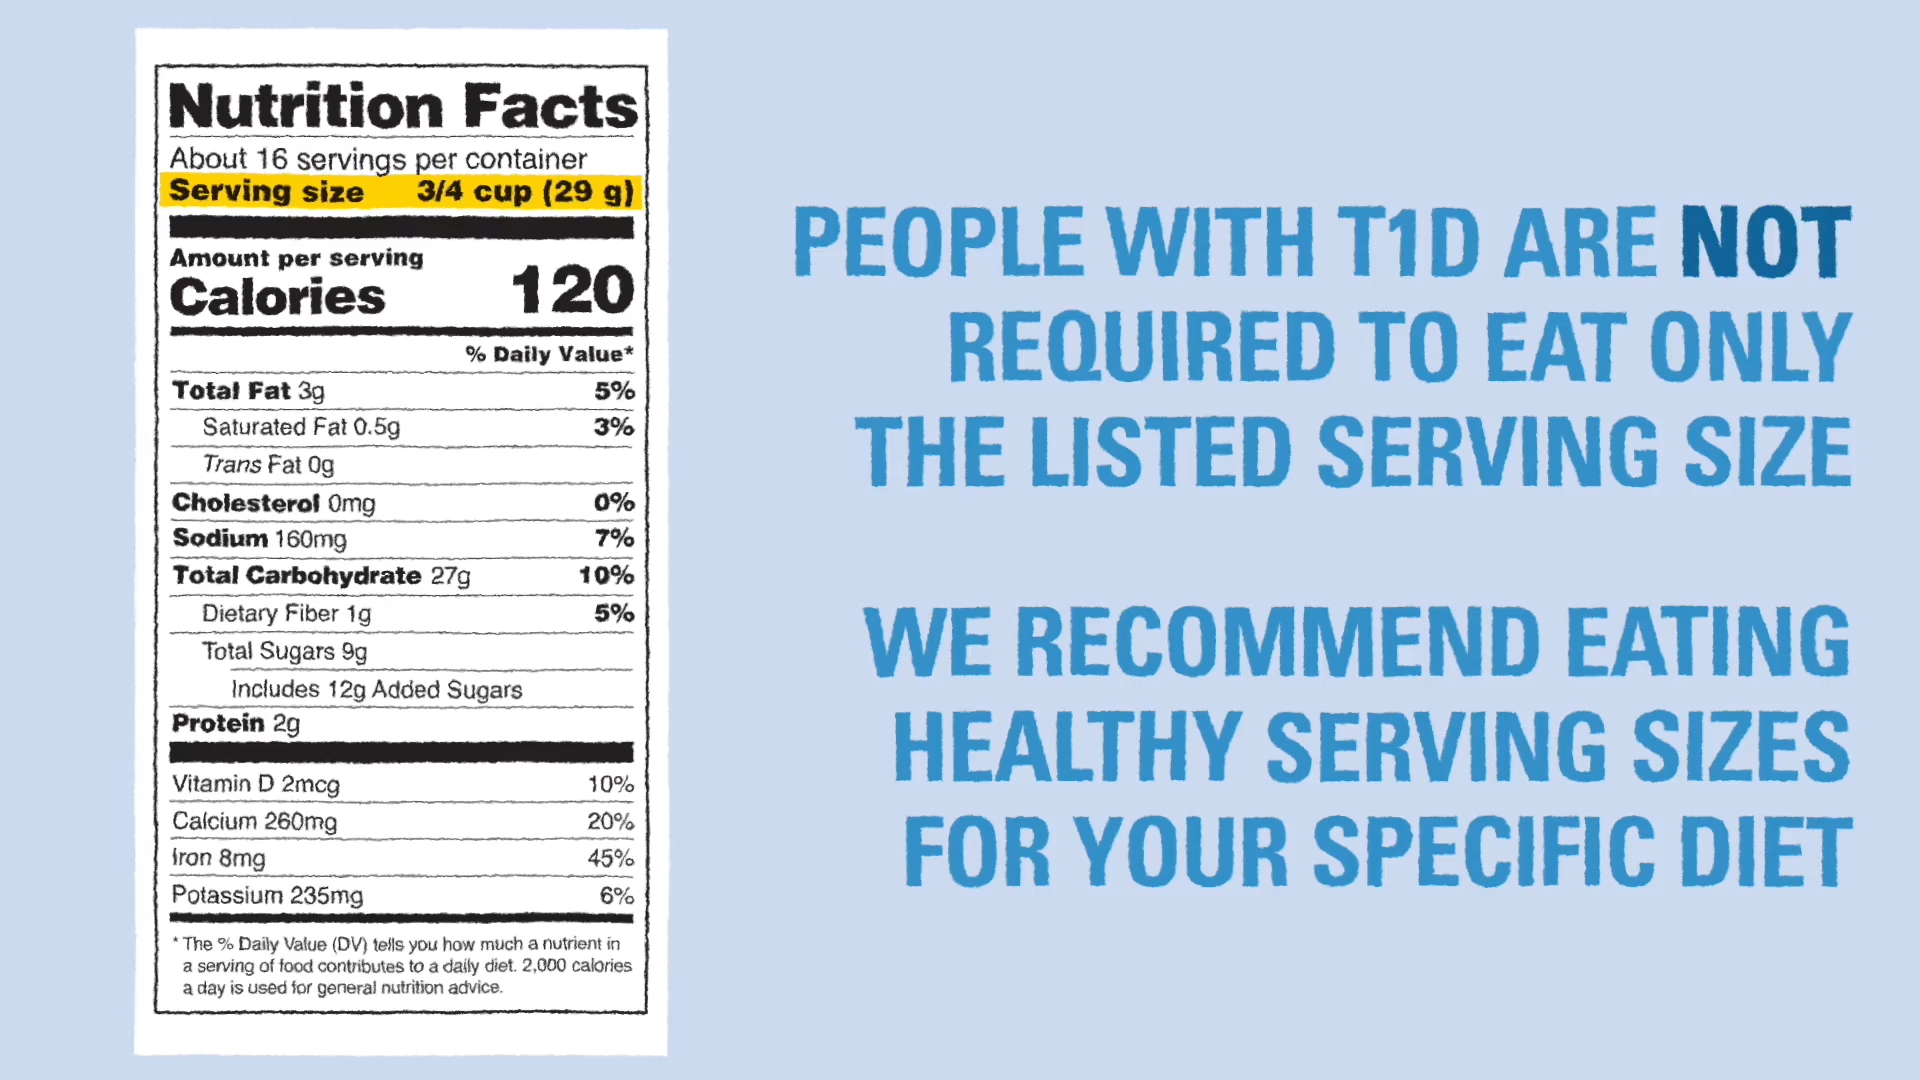 Nutrition Facts
About 16 servings per container
Serving size 3/4 cup (29 g)
Amount per serving
Calories 120
% Daily Value*
Total Fat 3g 5%
Saturated Fat 0.5g 3%
Trans Fat 0g
Cholesterol 0mg 0%
Sodium 160mg 7%
Total Carbohydrate 27g 10%
Dietary Fiber 1g 5%
Total Sugars 9g
Includes 12g Added Sugars
Protein 2g
Vitamin D 2mcg 10%
Calcium 260mg 20%
Iron 8mg 45%
Potassium 235mg 6%
* The % Daily Value (DV) tells you how much a nutrient in
a serving of food contributes to a daily diet. 2,000 calories
a day is used for general nutrition advice.
PEOPLE WITH T1D ARE NOT
REQUIRED TO EAT ONLY
THE LISTED SERVING SIZE
WE RECOMMEND EATING
HEALTHY SERVING SIZES
FOR YOUR SPECIFIC DIET